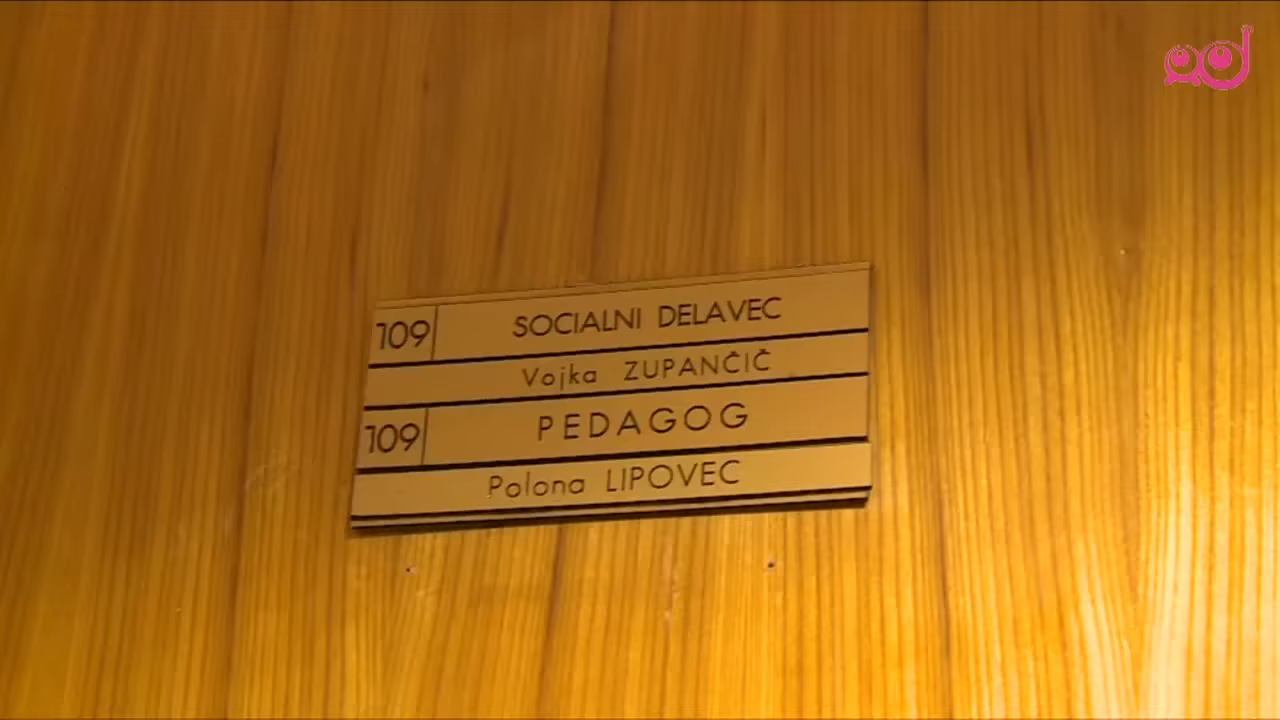 109 SOCIALNI DELAVEC
Vojka ZUPANČIČ
109 PEDAGOG
Polona LIPOVEC